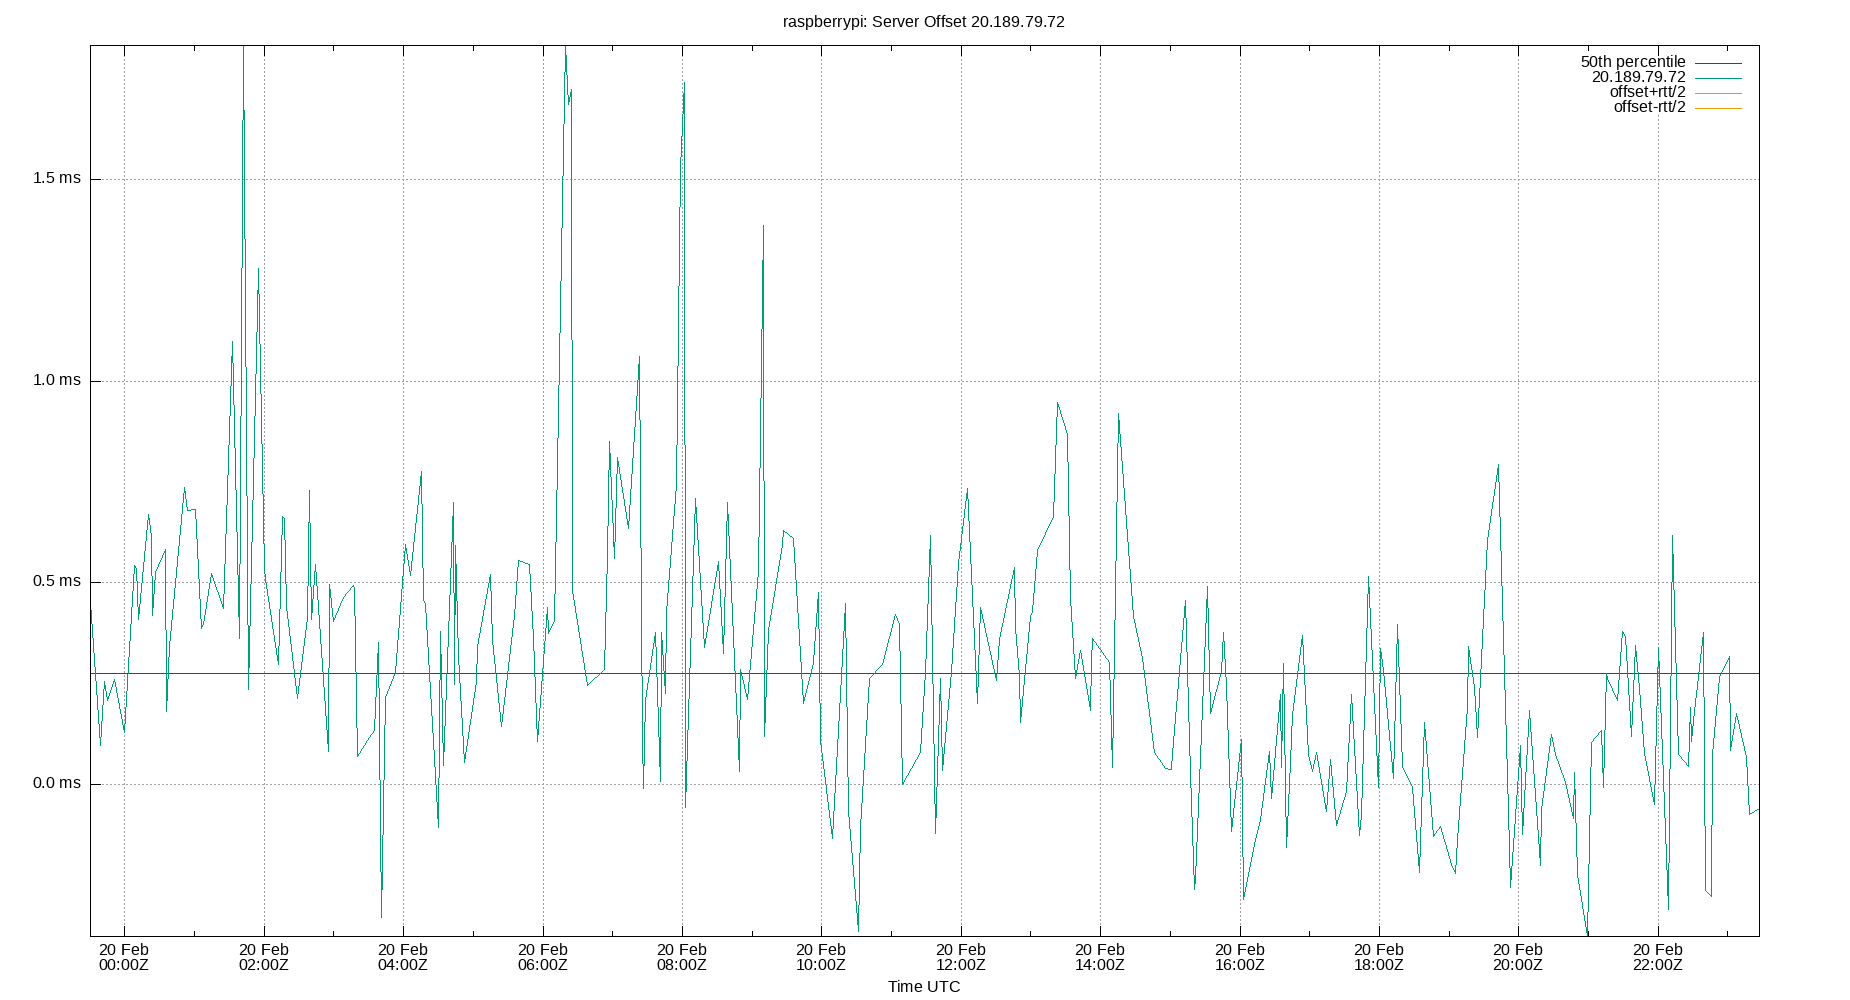 raspberrypi: Server Offset 20.189.79.72
50th percentile
20.189.79.72
offset+rtt/2
offset-rtt/2
1.5 ms
1.0 ms
0.5 ms
0.0 ms
20 Feb 20 Feb 20 Feb 20 Feb 20 Feb 20 Feb 20 Feb 20 Feb 20 Feb 20 Feb 20 Feb 20 Feb
00:00Z 02:00Z 04:00Z 06:00Z 08:00Z 10:00Z 12:00Z 14:00Z 16:00Z 18:00Z 20:00Z 22:00Z
Time UTC